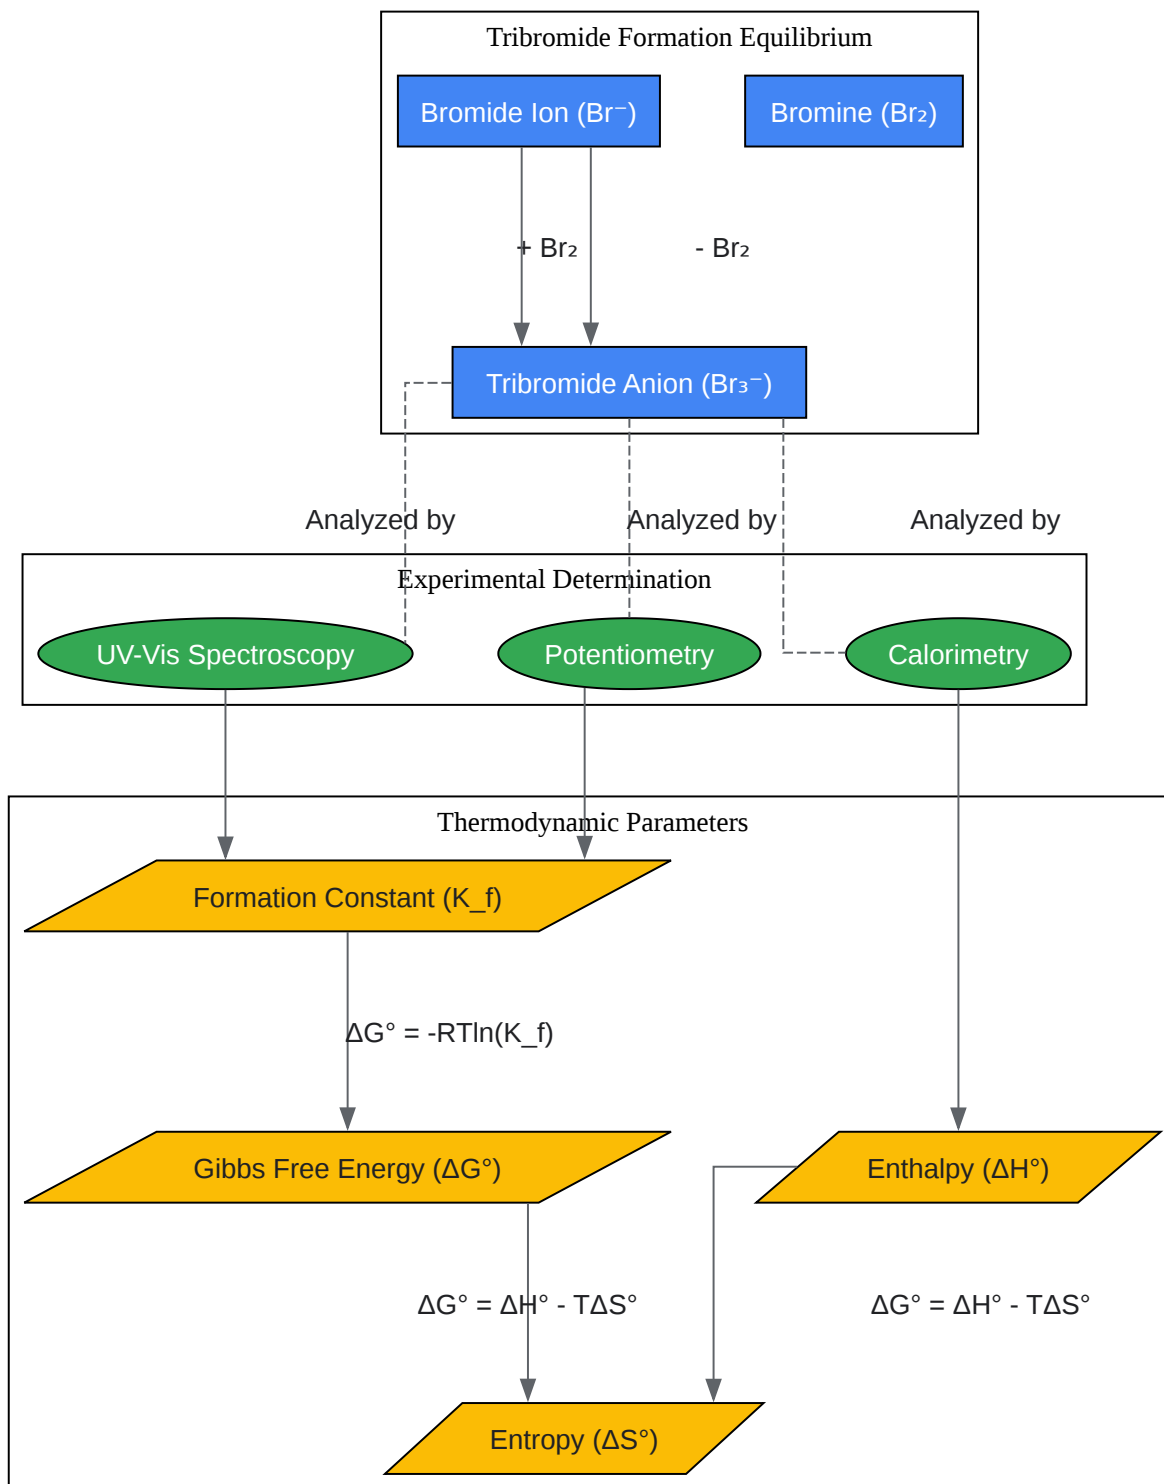 Tribromide Formation Equilibrium
Bromide Ion (Br⁻)
Bromine (Br₂)
+ Br₂
- Br₂
Tribromide Anion (Br₃⁻)
Analyzed by
Analyzed by
Analyzed by
Experimental Determination
UV-Vis Spectroscopy
Potentiometry
Calorimetry
Thermodynamic Parameters
Formation Constant (K_f)
ΔG° = -RTln(K_f)
Gibbs Free Energy (ΔG°)
Enthalpy (ΔH°)
ΔG° = ΔH° - TΔS°
ΔG° = ΔH° - TΔS°
Entropy (ΔS°)